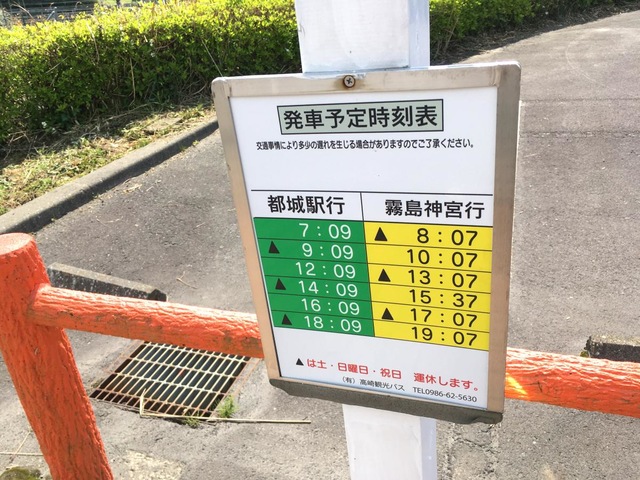 発車予定時刻表
交通事情により多少の遅れを生じる場合がありますのでご了承ください。
都城駅行 霧島神宮行
7：09 ▲ 8：07
▲ 9：09 10：07
12：09 ▲ 13：07
▲ 14：09 15：37
16：09 ▲ 17：07
▲ 18：09 19：07
▲は土・日曜日・祝日 運休します。
（有）高崎観光バス TEL0986-62-5630